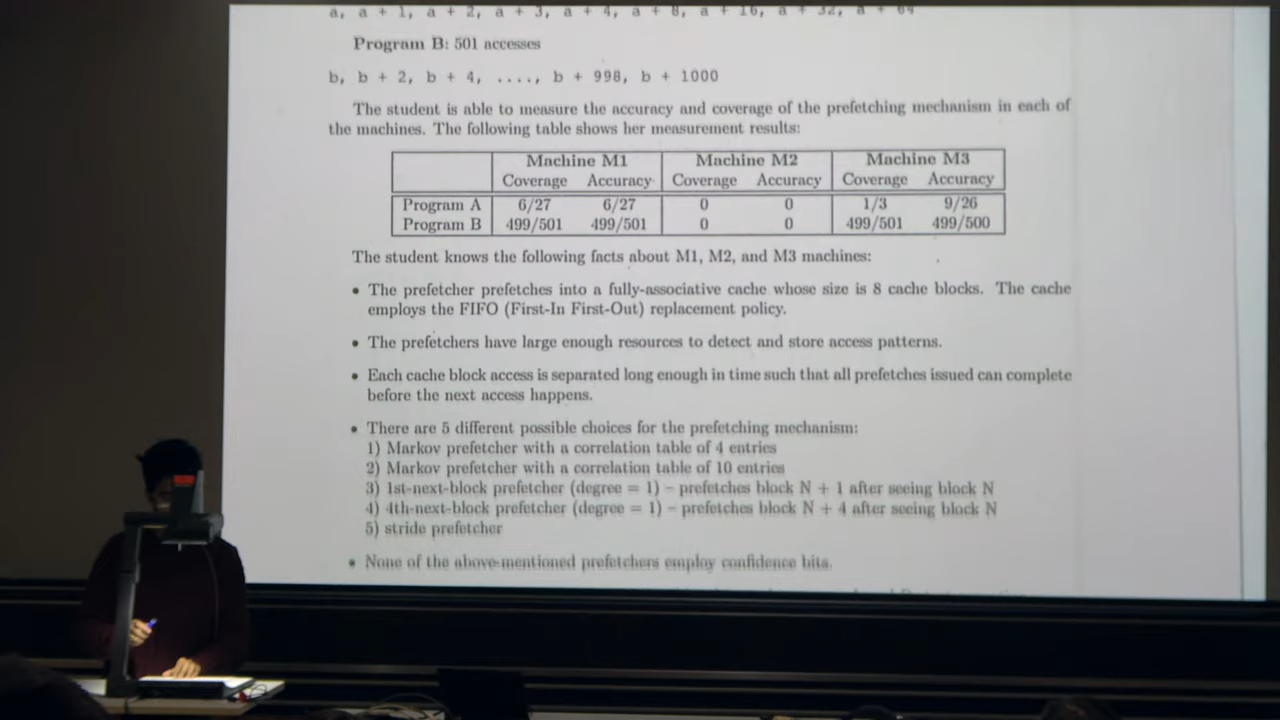 a, a + 1, a + 2, a + 3, a + 4, a + 8, a + 16, a + 32, a + 64
Program B: 501 accesses
b, b + 2, b + 4, ...., b + 998, b + 1000
The student is able to measure the accuracy and coverage of the prefetching mechanism in each of
the machines. The following table shows her measurement results:
Machine M1 Machine M2 Machine M3
Coverage Accuracy Coverage Accuracy Coverage Accuracy
Program A 6/27 6/27 0 0 1/3 9/26
Program B 499/501 499/501 0 0 499/501 499/500
The student knows the following facts about M1, M2, and M3 machines:
• The prefetcher prefetches into a fully-associative cache whose size is 8 cache blocks. The cache
employs the FIFO (First-In First-Out) replacement policy.
• The prefetchers have large enough resources to detect and store access patterns.
• Each cache block access is separated long enough in time such that all prefetches issued can complete
before the next access happens.
• There are 5 different possible choices for the prefetching mechanism:
1) Markov prefetcher with a correlation table of 4 entries
2) Markov prefetcher with a correlation table of 10 entries
3) 1st-next-block prefetcher (degree = 1) – prefetches block N + 1 after seeing block N
4) 4th-next-block prefetcher (degree = 1) – prefetches block N + 4 after seeing block N
5) stride prefetcher
• None of the above-mentioned prefetchers employ confidence bits.